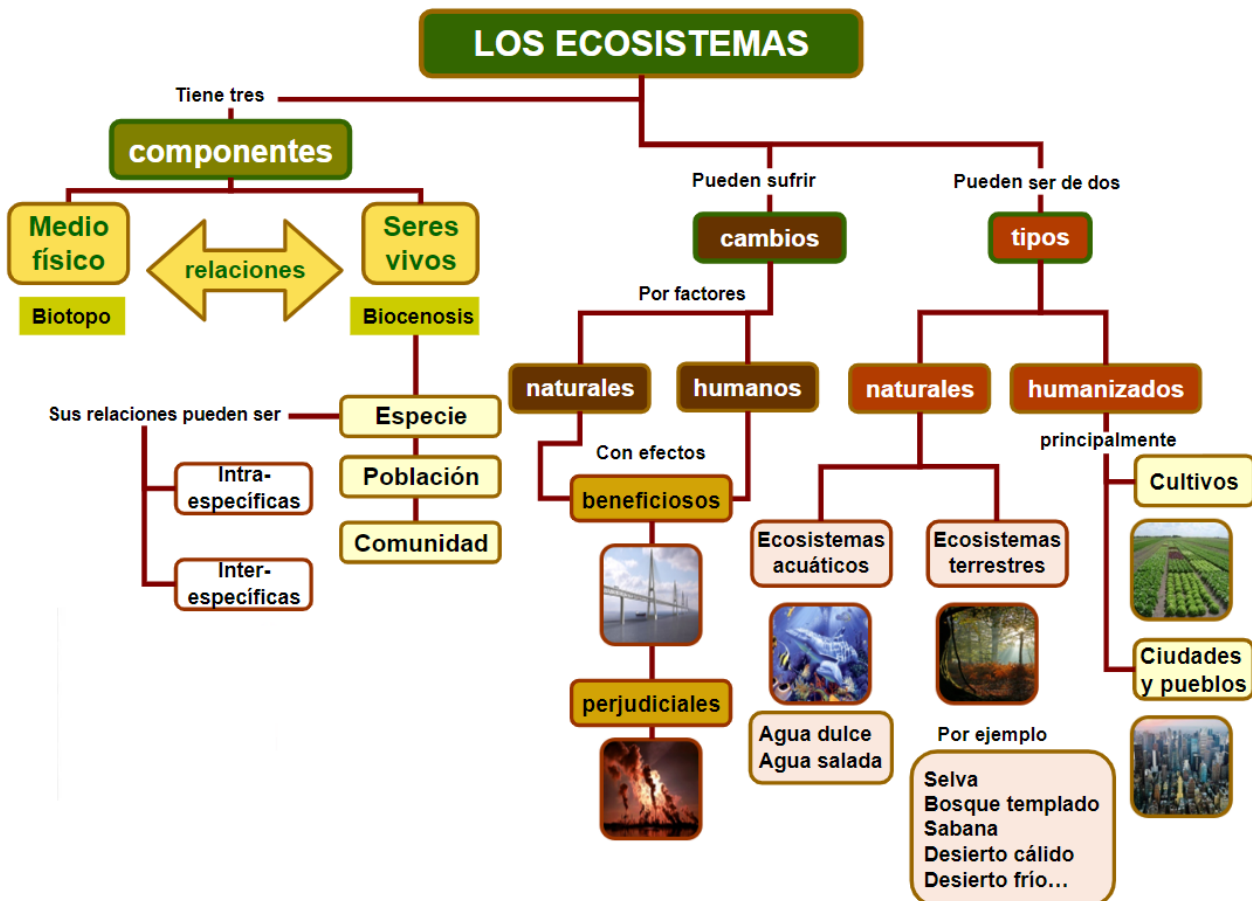 LOS ECOSISTEMAS
Tiene tres
componentes
Medio
físico
relaciones
Seres
vivos
Biotopo
Biocenosis
Sus relaciones pueden ser
Especie
Intra-
específicas
Población
Comunidad
Inter-
específicas
Pueden sufrir
cambios
Por factores
naturales
humanos
Con efectos
beneficiosos
perjudiciales
Pueden ser de dos
tipos
naturales
humanizados
Ecosistemas
acuáticos
Agua dulce
Agua salada
Ecosistemas
terrestres
Por ejemplo
Selva
Bosque templado
Sabana
Desierto cálido
Desierto frío...
principalmente
Cultivos
Ciudades
y pueblos